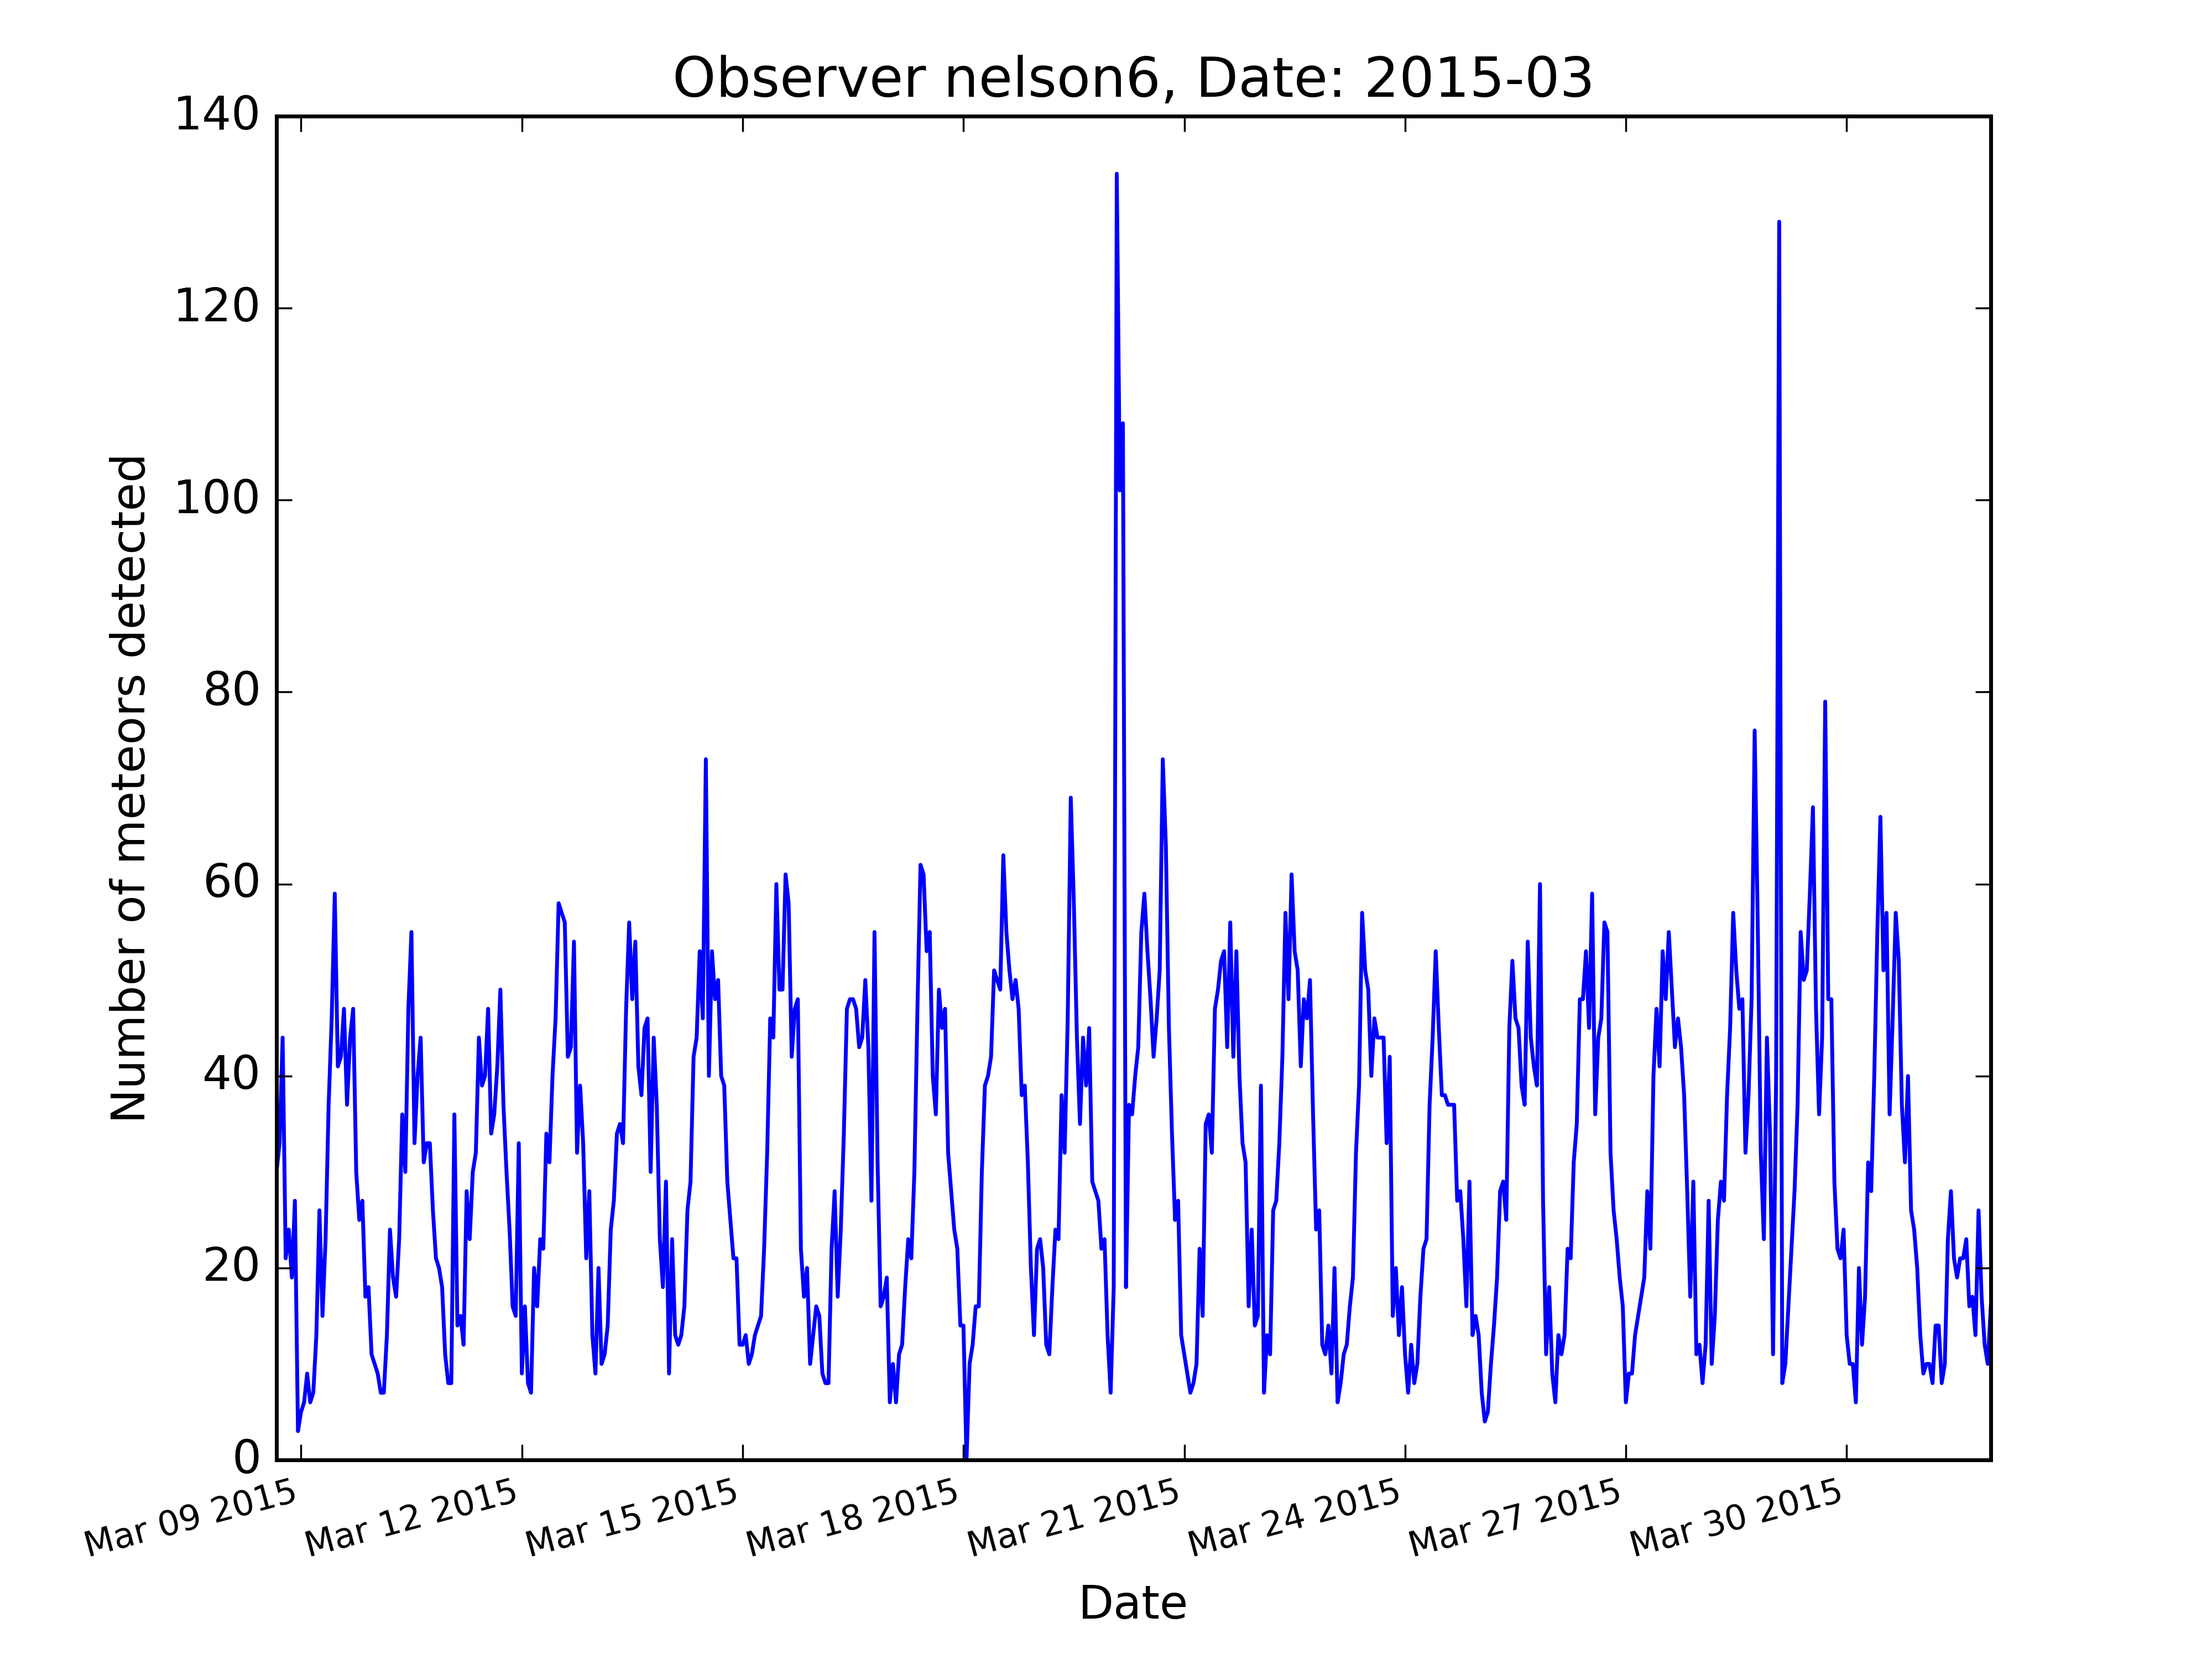 Observer nelson6, Date: 2015-03
Number of meteors detected
140
120
100
80
60
40
20
0
Mar 09 2015
Mar 12 2015
Mar 15 2015
Mar 18 2015
Mar 21 2015
Mar 24 2015
Mar 27 2015
Mar 30 2015
Date